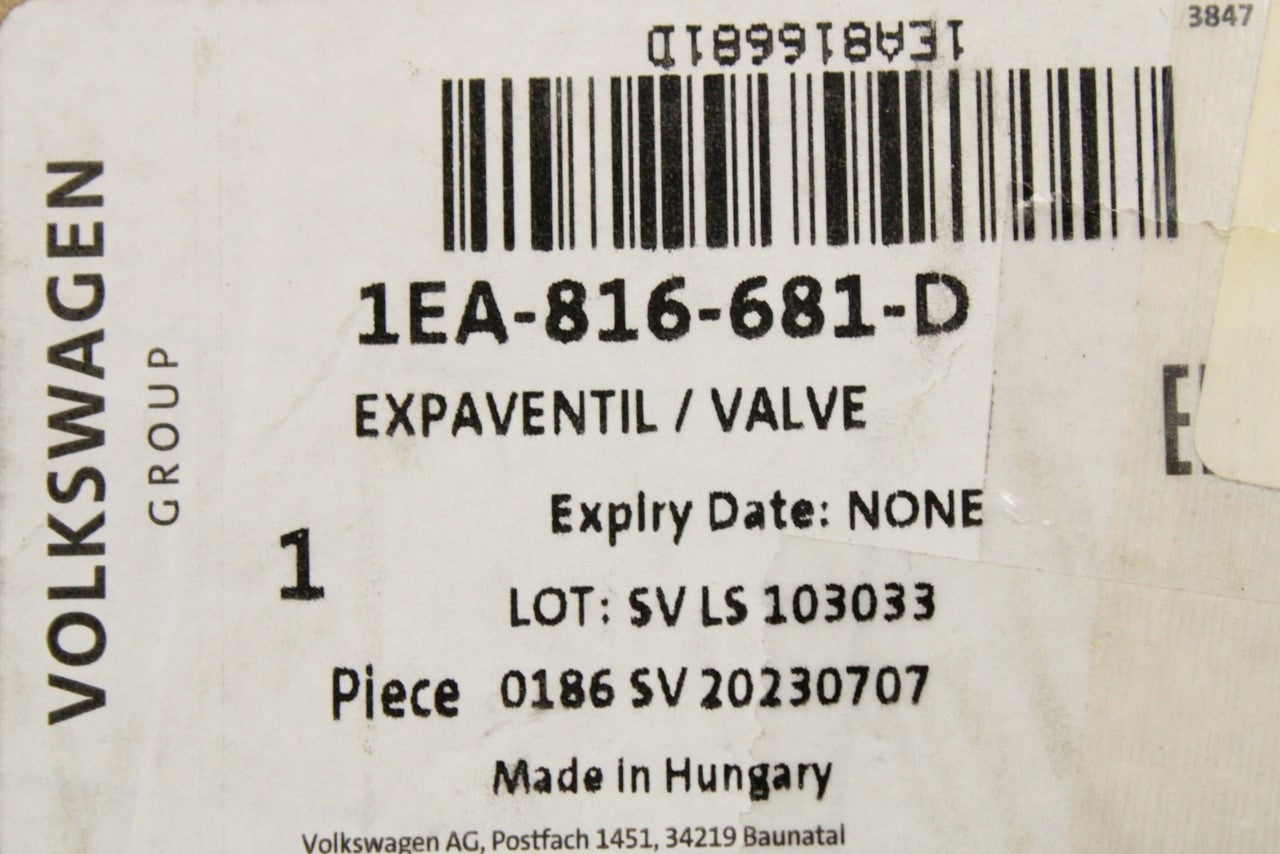 3847
1EA816681D
VOLKSWAGEN
GROUP
1EA-816-681-D
EXPAVENTIL / VALVE
Expiry Date: NONE
1
LOT: SV LS 103033
Piece 0186 SV 20230707
Made in Hungary
Volkswagen AG, Postfach 1451, 34219 Baunatal